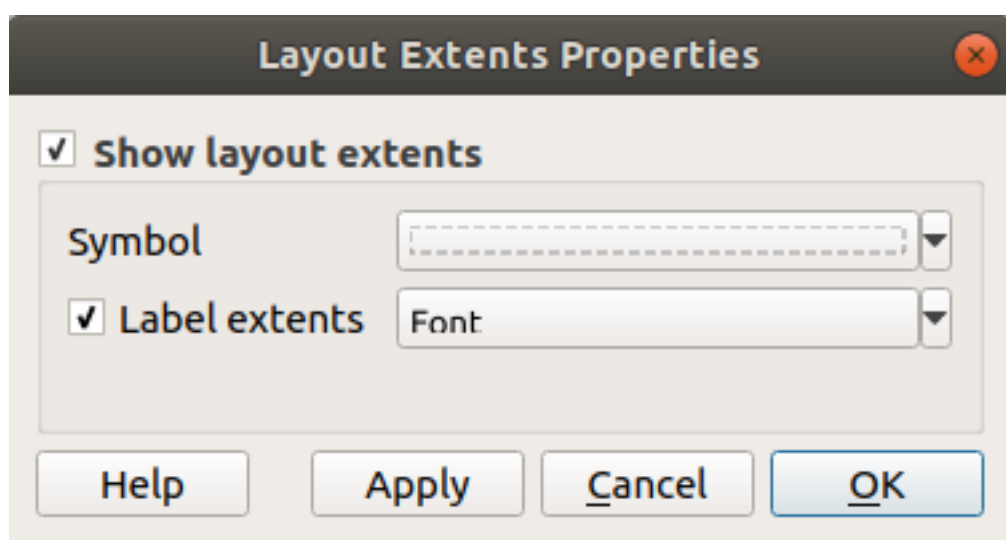 Layout Extents Properties
Show layout extents
Symbol
Label extents Font
Help Apply Cancel OK